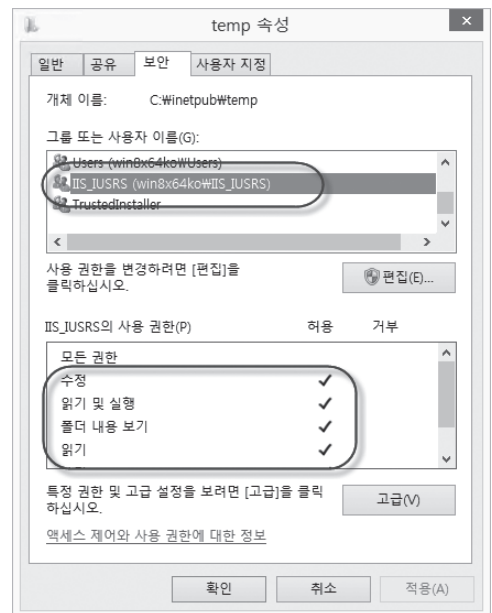 temp 속성
일반 공유 보안 사용자 지정
개체 이름: C:₩inetpub₩temp
그룹 또는 사용자 이름(G):
Users (win8x64ko₩Users)
IIS_IUSRS (win8x64ko₩IIS_IUSRS)
TrustedInstaller
사용 권한을 변경하려면 [편집]을
클릭하십시오.
편집(E)...
IIS_IUSRS의 사용 권한(P) 허용 거부
모든 권한
수정
읽기 및 실행
폴더 내용 보기
읽기
특정 권한 및 고급 설정을 보려면 [고급]을 클릭
하십시오.
고급(V)
액세스 제어와 사용 권한에 대한 정보
확인 취소 적용(A)